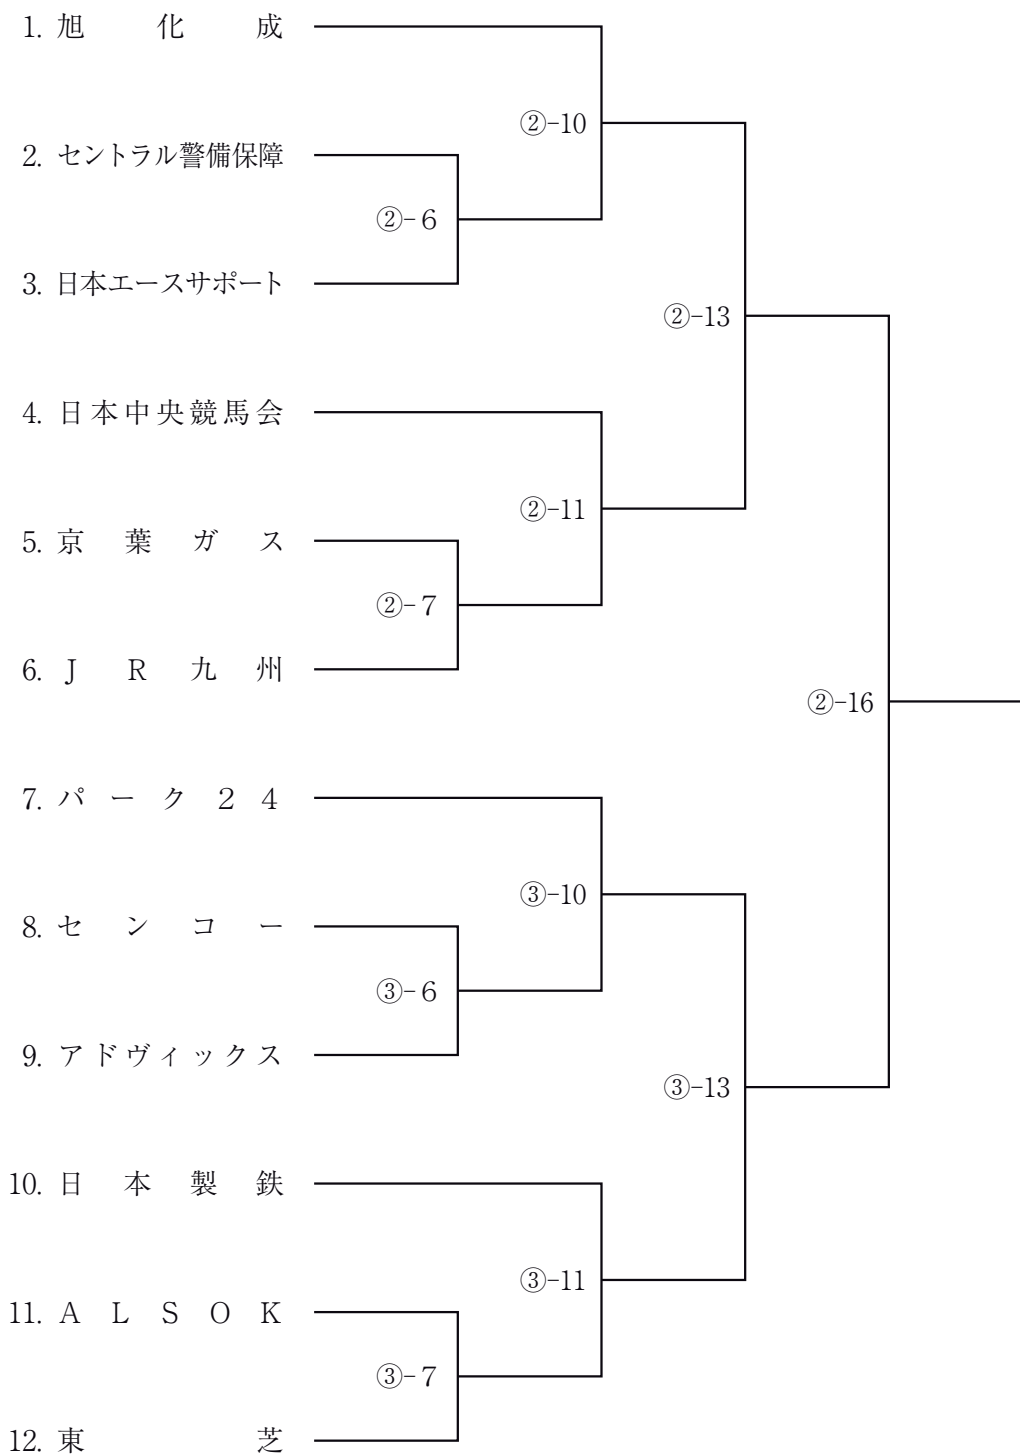 1. 旭化成
②-10
2. セントラル警備保障
②-6
3. 日本エースサポート
②-13
4. 日本中央競馬会
②-11
5. 京葉ガス
②-7
6. JR九州
②-16
7. パーク24
③-10
8. センコー
③-6
9. アドヴィックス
③-13
10. 日本製鉄
③-11
11. ALSOK
③-7
12. 東芝